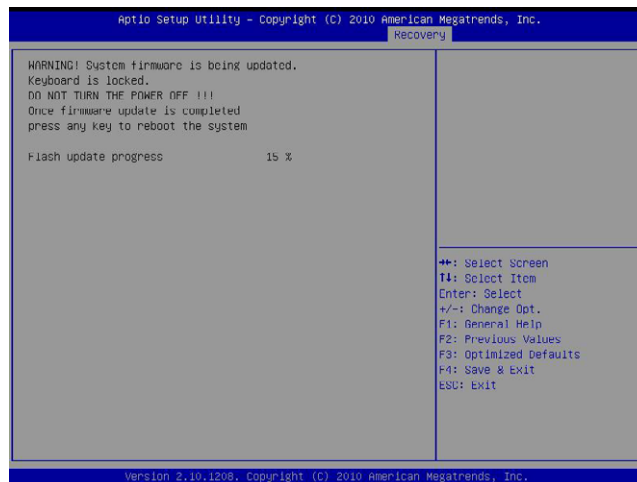 Aptio Setup Utility – Copyright (C) 2010 American Megatrends, Inc.
Recovery
WARNING! System firmware is being updated.
Keyboard is locked.
DO NOT TURN THE POWER OFF !!!
Once firmware update is completed
press any key to reboot the system
Flash update progress 15 %
→←: Select Screen
↑↓: Select Item
Enter: Select
+/-: Change Opt.
F1: General Help
F2: Previous Values
F3: Optimized Defaults
F4: Save & Exit
ESC: Exit
Version 2.10.1208. Copyright (C) 2010 American Megatrends, Inc.